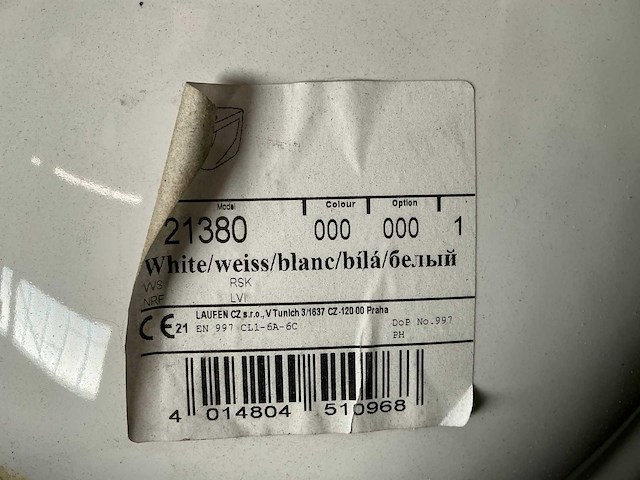 Model Colour Option
21380 000 000 1
White/weiss/blanc/bílá/белый
VVS RSK
NRF LVI
LAUFEN CZ s.r.o., V Tunich 3/1637 CZ-120 00 Praha
CE 21 EN 997 CL1-6A-6C DoP No.997
PH
4 014804 510968